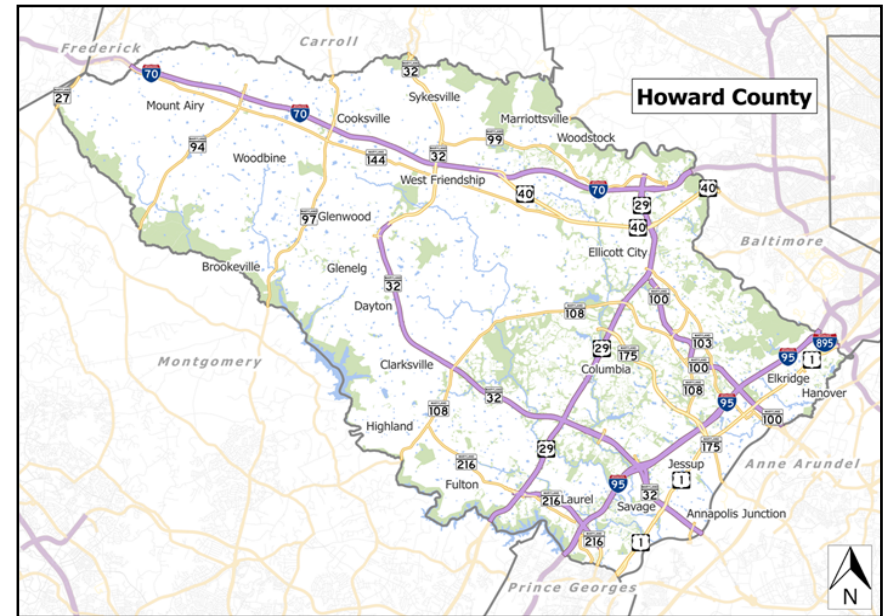 Howard County
Frederick
Carroll
32
70
27
Mount Airy
70
Sykesville
Cooksville
Marriottsville
Woodstock
94
99
Woodbine
144
32
West Friendship
40
70
40
29
97
Glenwood
40
Baltimore
Ellicott City
Brookeville
Glenelg
32
Dayton
100
108
103
895
Montgomery
29
175
95
1
Clarksville
Columbia
100
Elkridge
32
108
Hanover
95
108
Highland
100
29
175
216
Jessup
Anne Arundel
Fulton
95
1
216
Laurel
32
Savage
Annapolis Junction
216
1
Prince Georges
N